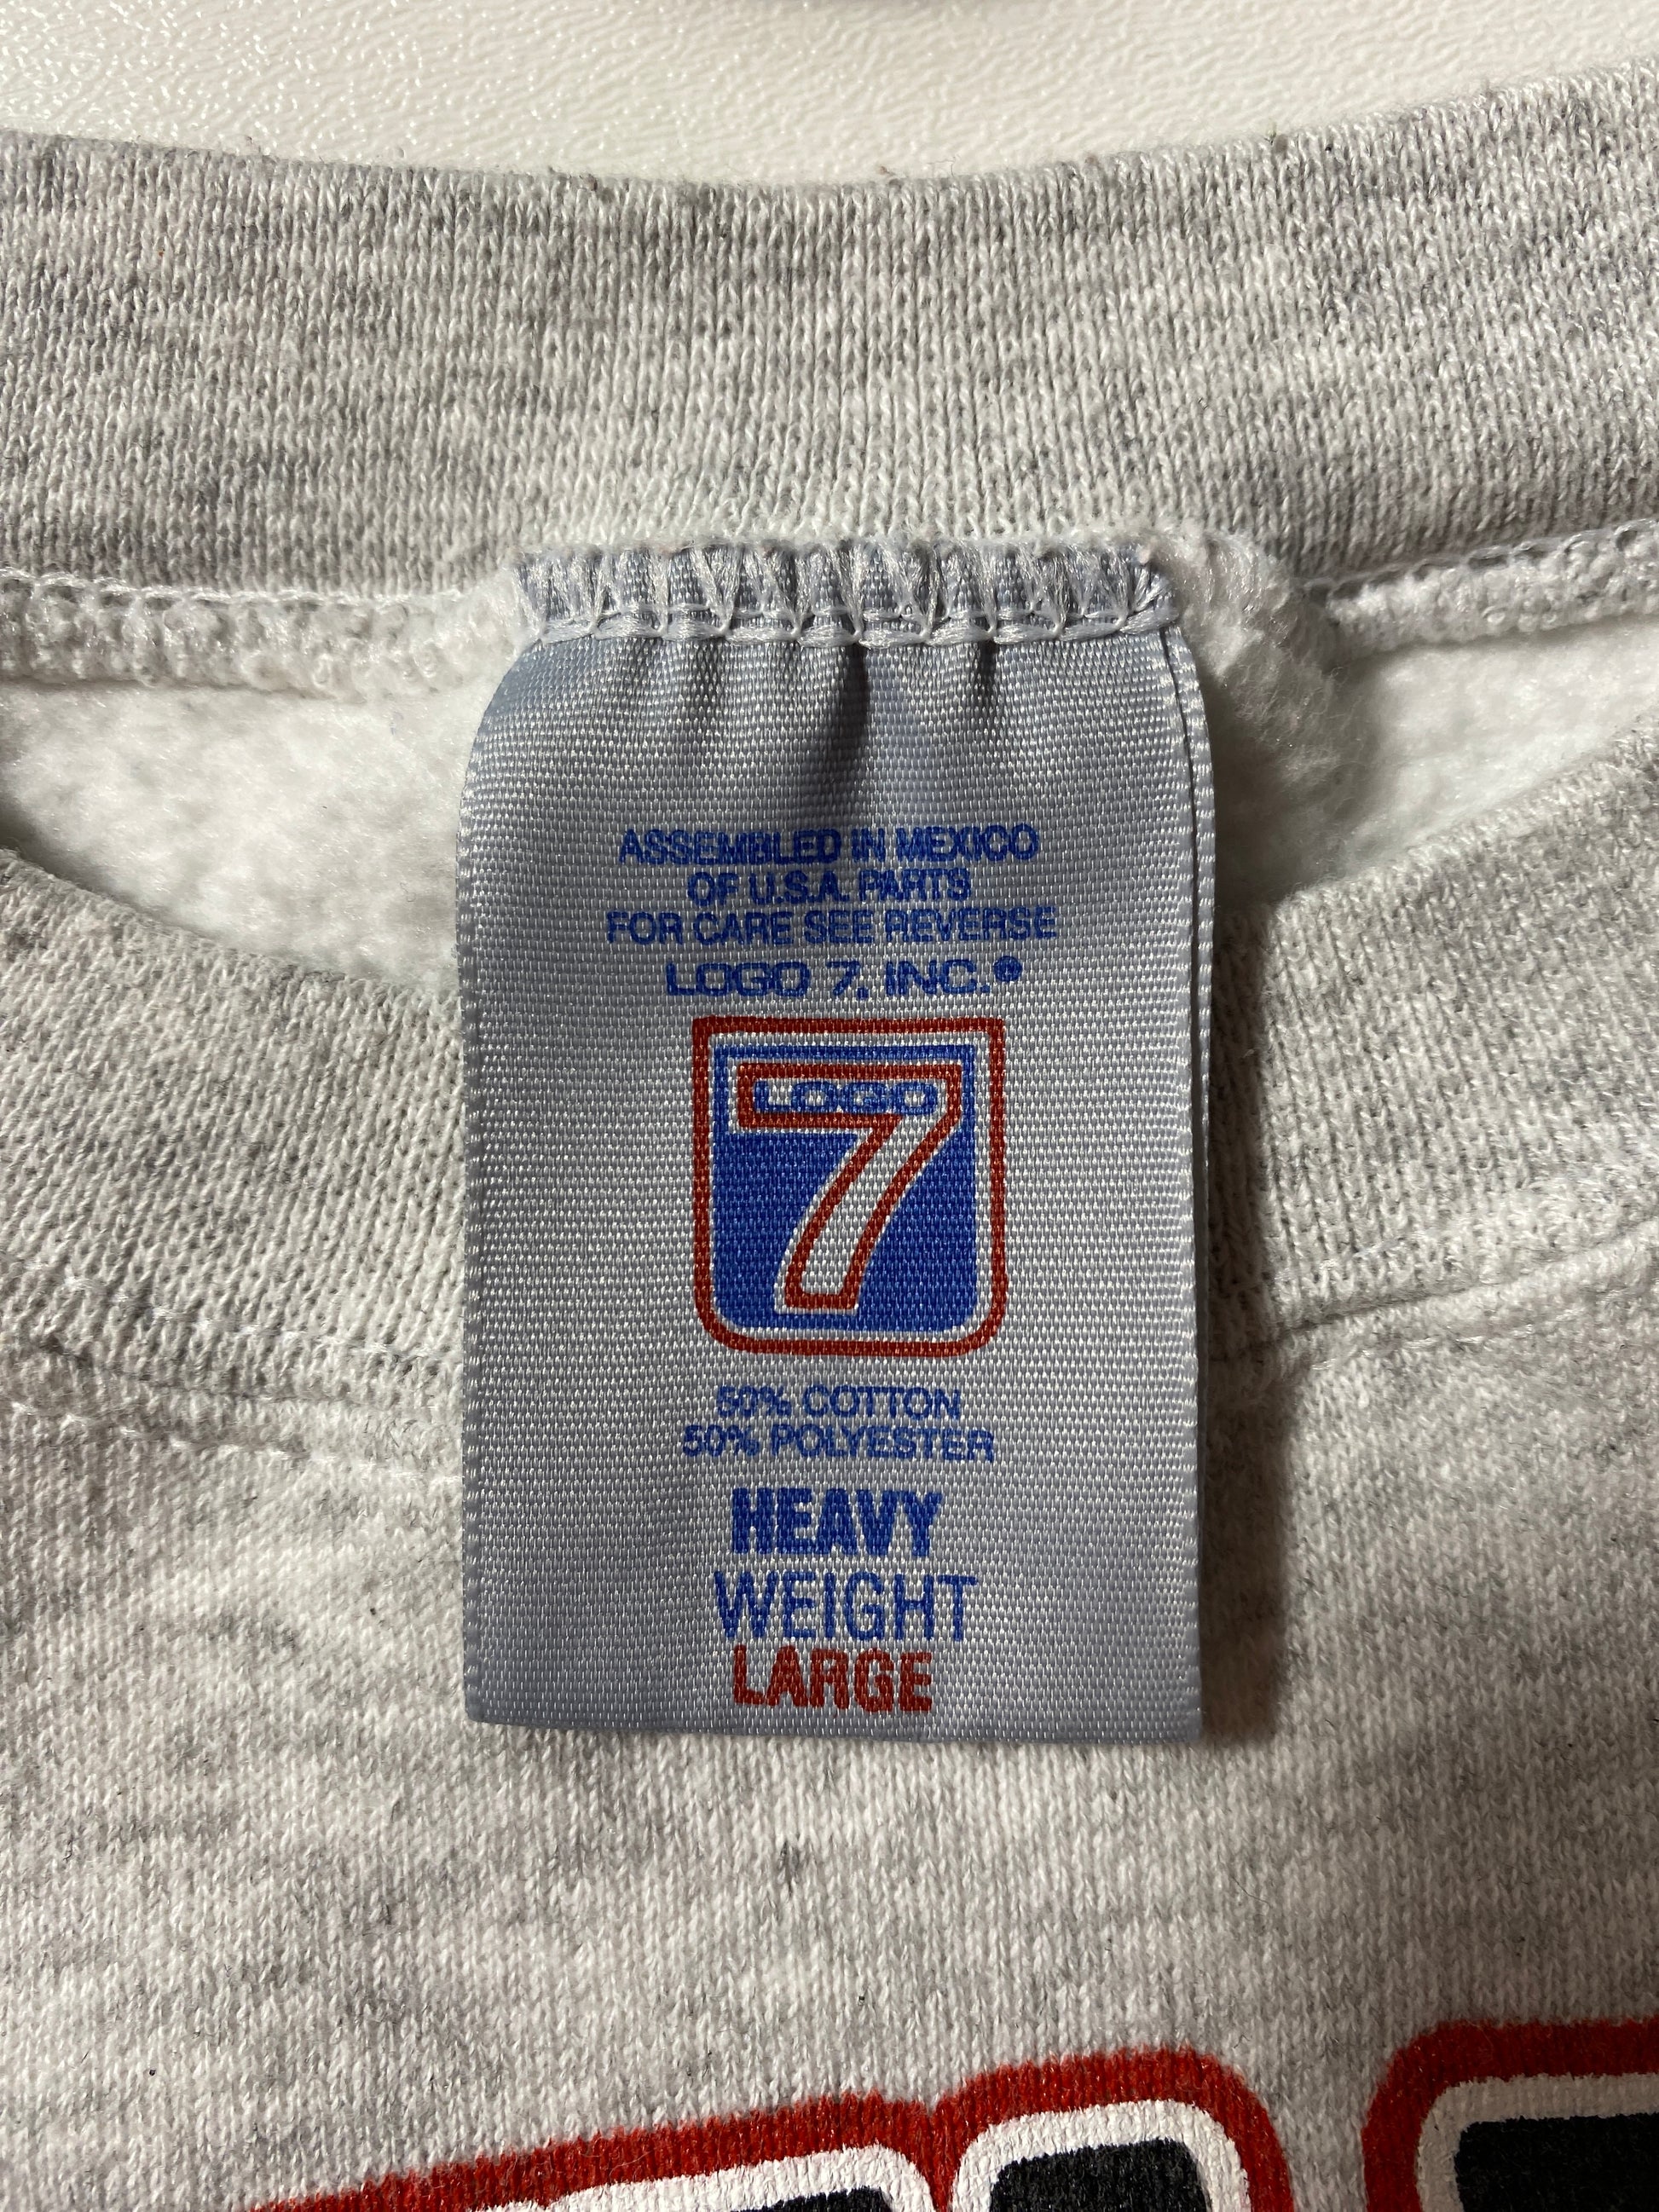 ASSEMBLED IN MEXICO
OF U.S.A. PARTS
FOR CARE SEE REVERSE
LOGO 7, INC.®
LOGO
7
50% COTTON
50% POLYESTER
HEAVY
WEIGHT
LARGE